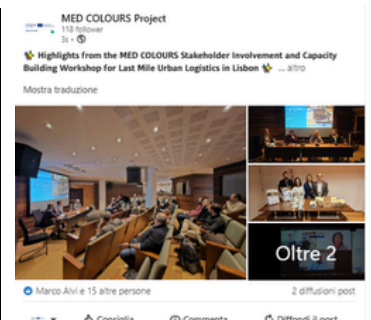 MED COLOURS Project
118 follower
3s •
Highlights from the MED COLOURS Stakeholder Involvement and Capacity
Building Workshop for Last Mile Urban Logistics in Lisbon ... altro
Mostra traduzione
Oltre 2
Marco Alvi e 15 altre persone
2 diffusioni post
Consiglia
Commenta
Diffondi il post